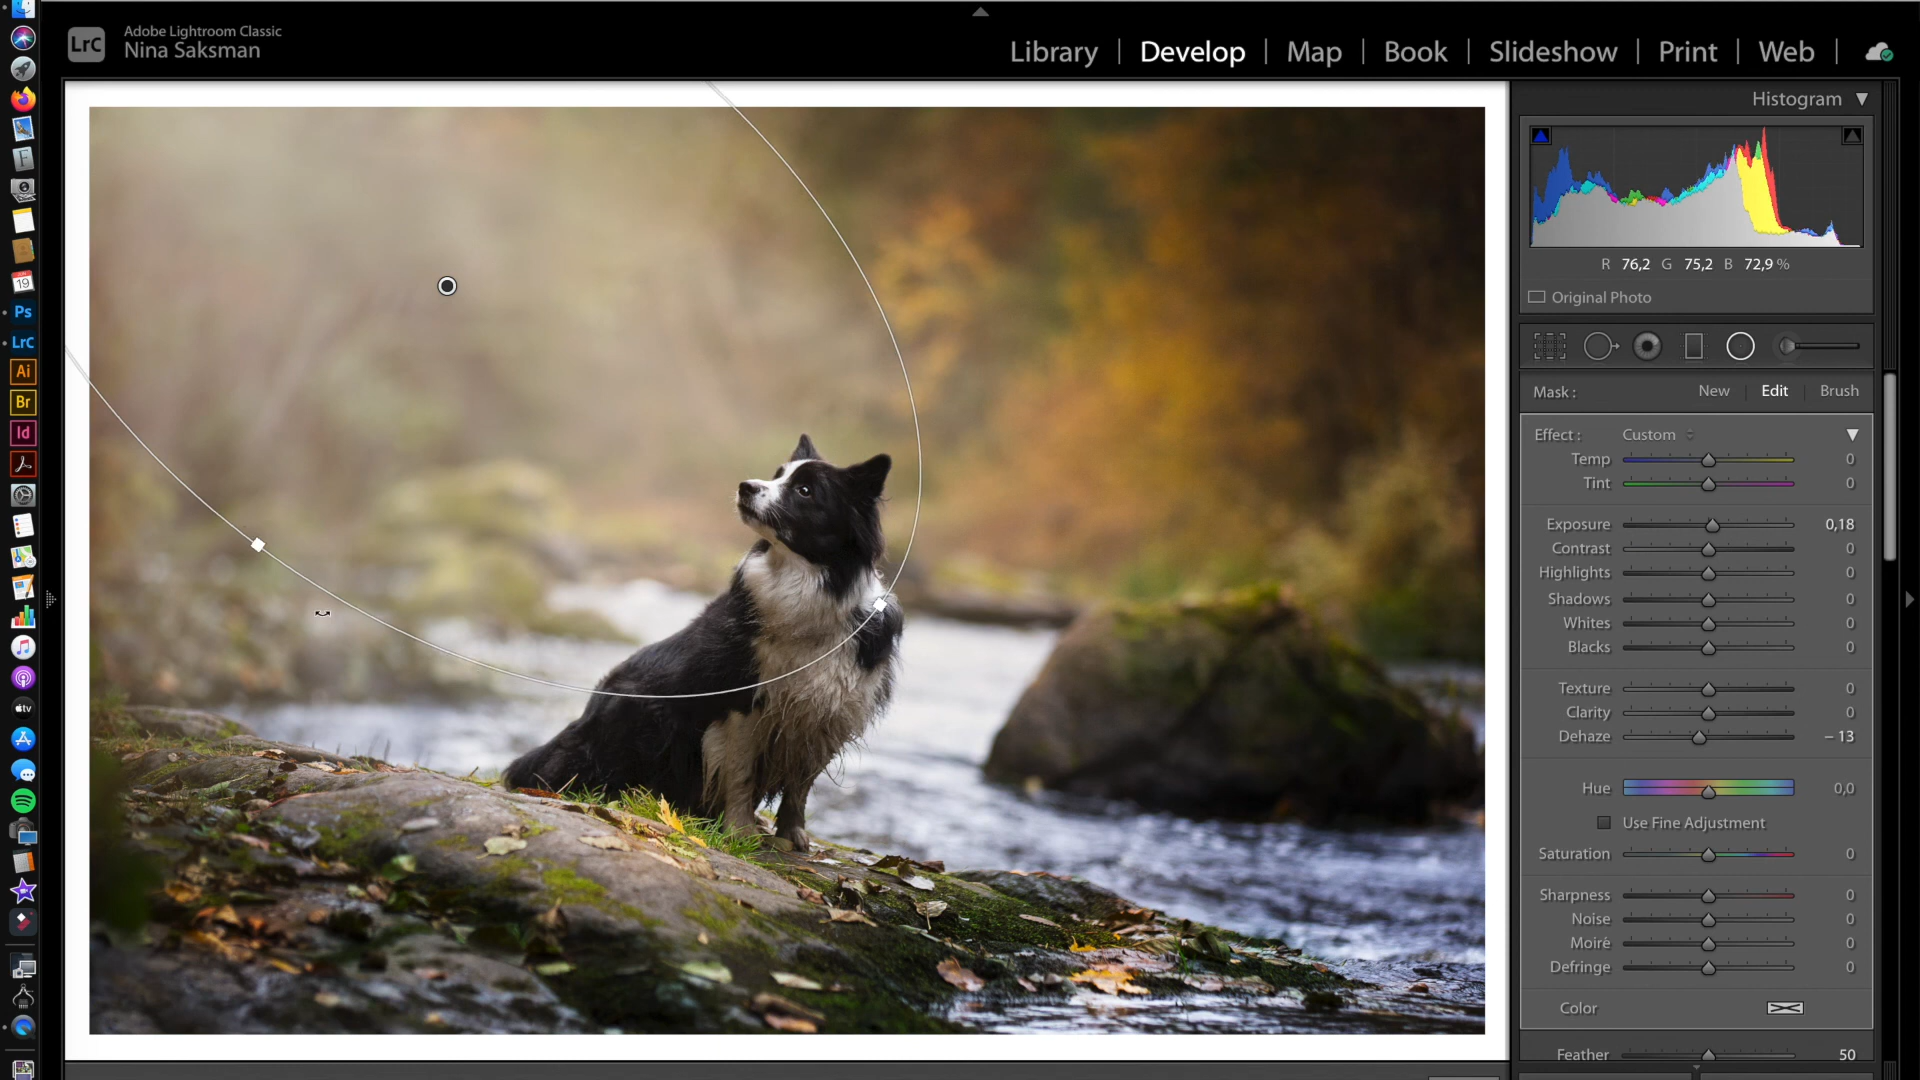 LrC
Adobe Lightroom Classic
Nina Saksman
Library | Develop | Map | Book | Slideshow | Print | Web |
Histogram
R 76,2 G 75,2 B 72,9 %
Original Photo
Mask : New | Edit | Brush
Effect : Custom
Temp 0
Tint 0
Exposure 0,18
Contrast 0
Highlights 0
Shadows 0
Whites 0
Blacks 0
Texture 0
Clarity 0
Dehaze – 13
Hue 0,0
Use Fine Adjustment
Saturation 0
Sharpness 0
Noise 0
Moiré 0
Defringe 0
Color
Feather 50
F
19
Ps
LrC
Ai
Br
Id
tv